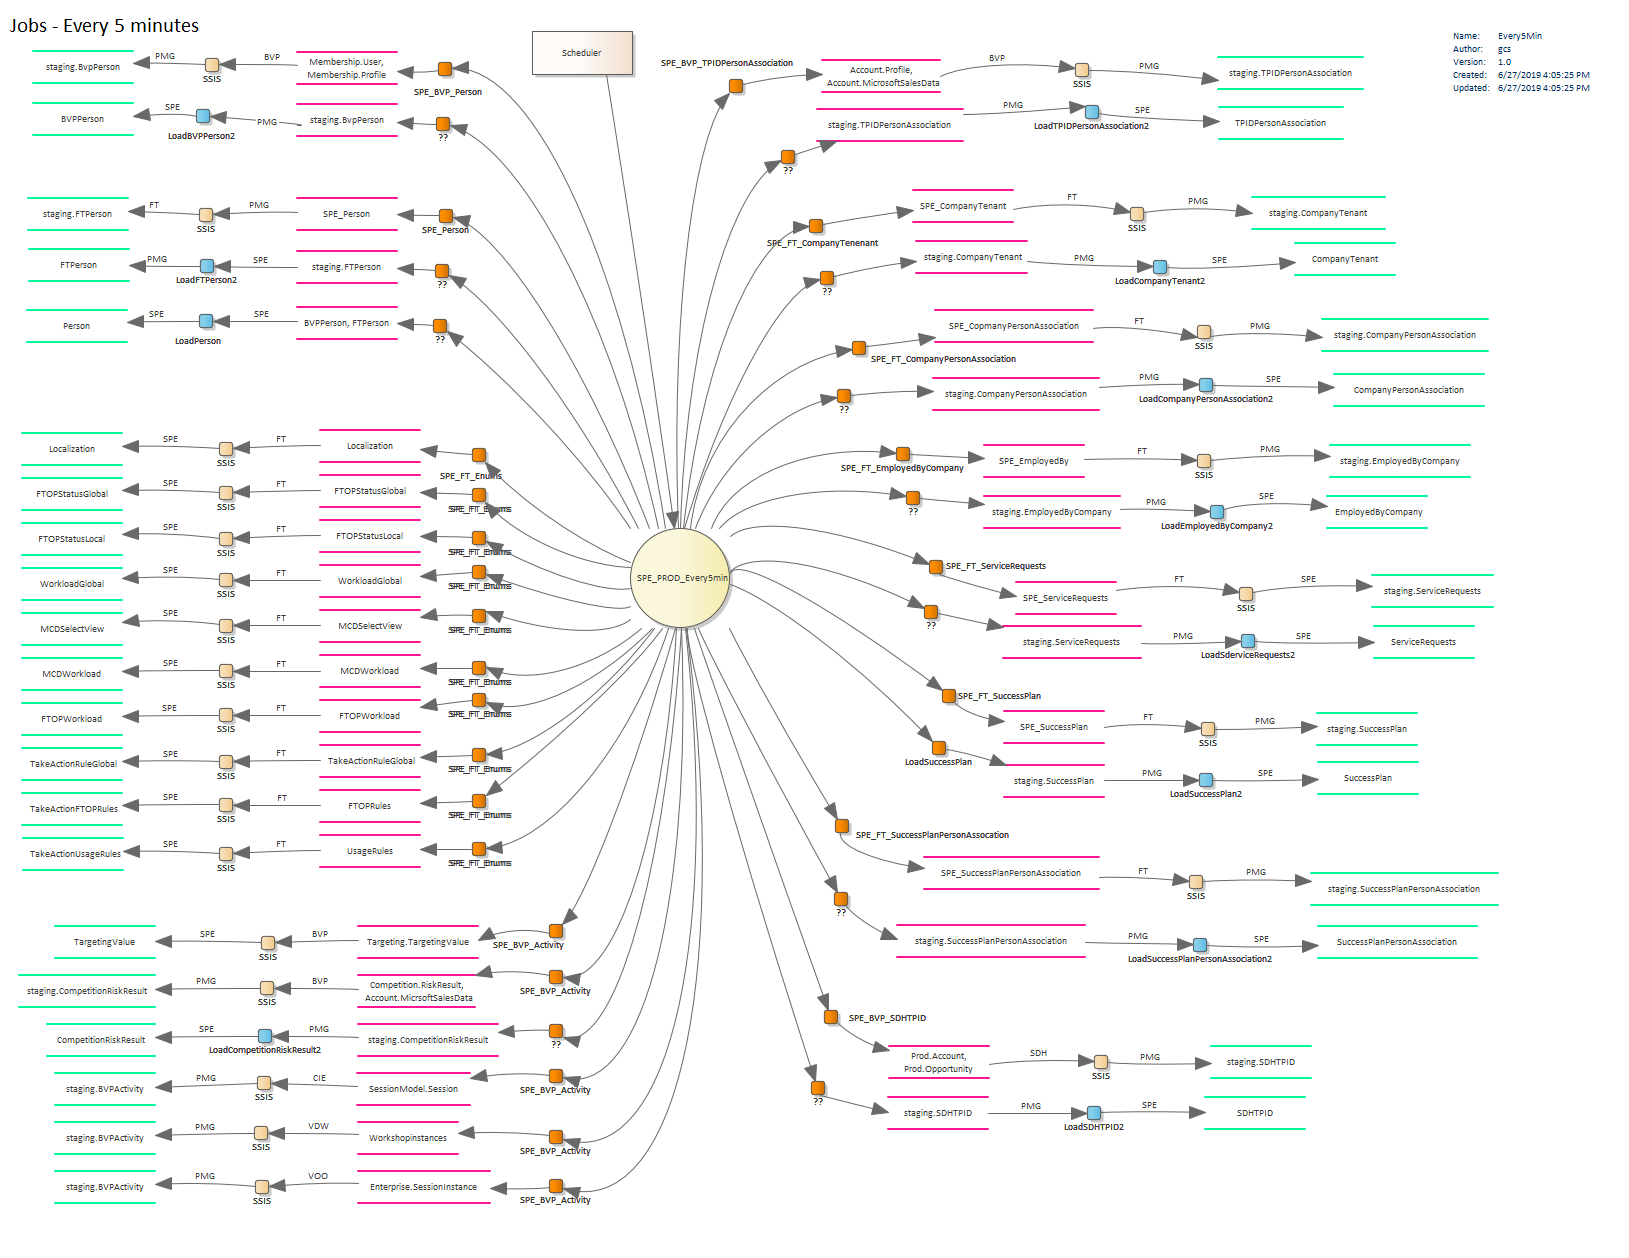 Jobs - Every 5 minutes
Name: Every5Min
Author: gcs
Version: 1.0
Created: 6/27/2019 4:05:25 PM
Updated: 6/27/2019 4:05:25 PM
Scheduler
SPE_PROD_Every5min
staging.BvpPerson
PMG
SSIS
BVP
Membership.User,
Membership.Profile
SPE_BVP_Person
BVPPerson
SPE
LoadBVPPerson2
PMG
staging.BvpPerson
??
staging.FTPerson
FT
SSIS
PMG
SPE_Person
SPE_Person
FTPerson
PMG
LoadFTPerson2
SPE
staging.FTPerson
??
Person
SPE
LoadPerson
SPE
BVPPerson, FTPerson
??
Localization
SPE
SSIS
FT
Localization
SPE_FT_Enums
FTOPStatusGlobal
SPE
SSIS
FT
FTOPStatusGlobal
SPE_FT_Enums
FTOPStatusLocal
SPE
SSIS
FT
FTOPStatusLocal
SPE_FT_Enums
WorkloadGlobal
SPE
SSIS
FT
WorkloadGlobal
SPE_FT_Enums
MCDSelectView
SPE
SSIS
FT
MCDSelectView
SPE_FT_Enums
MCDWorkload
SPE
SSIS
FT
MCDWorkload
SPE_FT_Enums
FTOPWorkload
SPE
SSIS
FT
FTOPWorkload
SPE_FT_Enums
TakeActionRuleGlobal
SPE
SSIS
FT
TakeActionRuleGlobal
SPE_FT_Enums
TakeActionFTOPRules
SPE
SSIS
FT
FTOPRules
SPE_FT_Enums
TakeActionUsageRules
SPE
SSIS
FT
UsageRules
SPE_FT_Enums
TargetingValue
SPE
SSIS
BVP
Targeting.TargetingValue
SPE_BVP_Activity
staging.CompetitionRiskResult
PMG
SSIS
BVP
Competition.RiskResult,
Account.MicrsoftSalesData
SPE_BVP_Activity
CompetitionRiskResult
SPE
LoadCompetitionRiskResult2
PMG
staging.CompetitionRiskResult
??
staging.BVPActivity
PMG
SSIS
CIE
SessionModel.Session
SPE_BVP_Activity
staging.BVPActivity
PMG
SSIS
VDW
Workshopinstances
SPE_BVP_Activity
staging.BVPActivity
PMG
SSIS
VOO
Enterprise.SessionInstance
SPE_BVP_Activity
SPE_BVP_TPIDPersonAssociation
Account.Profile,
Account.MicrosoftSalesData
BVP
SSIS
PMG
staging.TPIDPersonAssociation
??
staging.TPIDPersonAssociation
PMG
LoadTPIDPersonAssociation2
SPE
TPIDPersonAssociation
SPE_FT_CompanyTenenant
SPE_CompanyTenant
FT
SSIS
PMG
staging.CompanyTenant
??
staging.CompanyTenant
PMG
LoadCompanyTenant2
SPE
CompanyTenant
SPE_FT_CompanyPersonAssociation
SPE_CopmanyPersonAssociation
FT
SSIS
PMG
staging.CompanyPersonAssociation
??
staging.CompanyPersonAssociation
PMG
LoadCompanyPersonAssociation2
SPE
CompanyPersonAssociation
SPE_FT_EmployedByCompany
SPE_EmployedBy
FT
SSIS
PMG
staging.EmployedByCompany
??
staging.EmployedByCompany
PMG
LoadEmployedByCompany2
SPE
EmployedByCompany
SPE_FT_ServiceRequests
SPE_ServiceRequests
FT
SSIS
SPE
staging.ServiceRequests
??
staging.ServiceRequests
PMG
LoadSderviceRequests2
SPE
ServiceRequests
SPE_FT_SuccessPlan
SPE_SuccessPlan
FT
SSIS
PMG
staging.SuccessPlan
LoadSuccessPlan
staging.SuccessPlan
PMG
LoadSuccessPlan2
SPE
SuccessPlan
SPE_FT_SuccessPlanPersonAssocation
SPE_SuccessPlanPersonAssociation
FT
SSIS
PMG
staging.SuccessPlanPersonAssociation
??
staging.SuccessPlanPersonAssociation
PMG
LoadSuccessPlanPersonAssociation2
SPE
SuccessPlanPersonAssociation
SPE_BVP_SDHTPID
Prod.Account,
Prod.Opportunity
SDH
SSIS
PMG
staging.SDHTPID
??
staging.SDHTPID
PMG
LoadSDHTPID2
SPE
SDHTPID